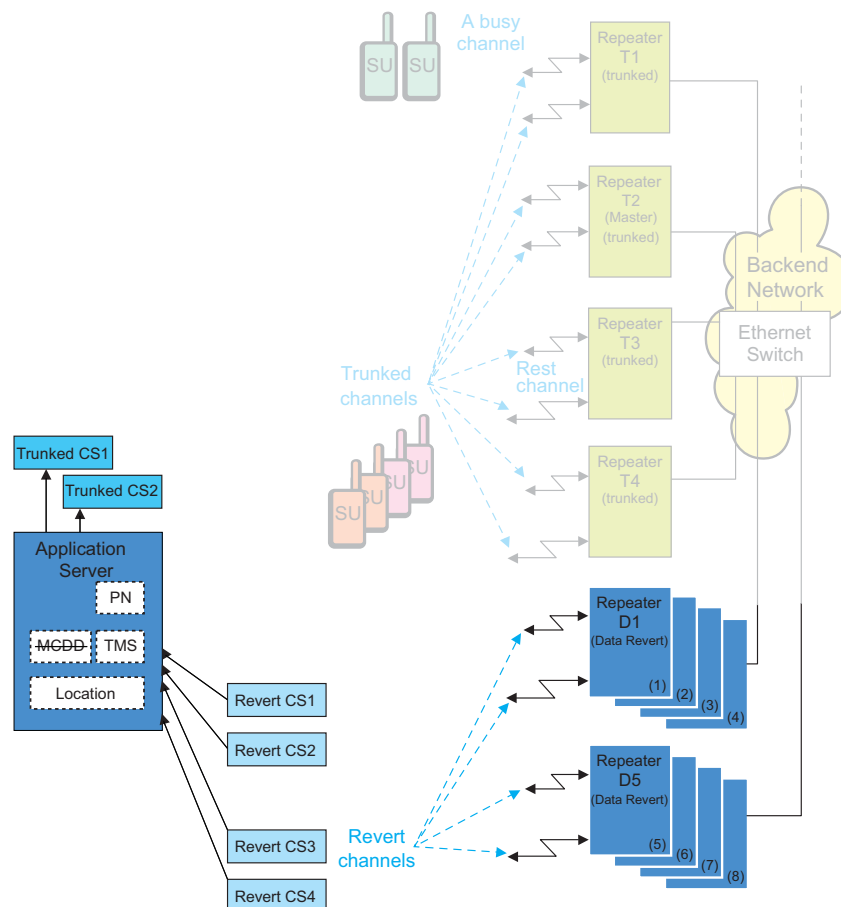 A busy
channel
SU
SU
Repeater
T1
(trunked)
Repeater
T2
(Master)
(trunked)
Backend
Network
Ethernet
Switch
Repeater
T3
(trunked)
Rest
channel
Trunked
channels
Repeater
T4
(trunked)
SU
SU
SU
SU
Trunked CS1
Trunked CS2
Application
Server
PN
MCDD
TMS
Location
Revert CS1
Revert CS2
Revert CS3
Revert CS4
Revert
channels
Repeater
D1
(Data Revert)
(1)
(2)
(3)
(4)
Repeater
D5
(Data Revert)
(5)
(6)
(7)
(8)